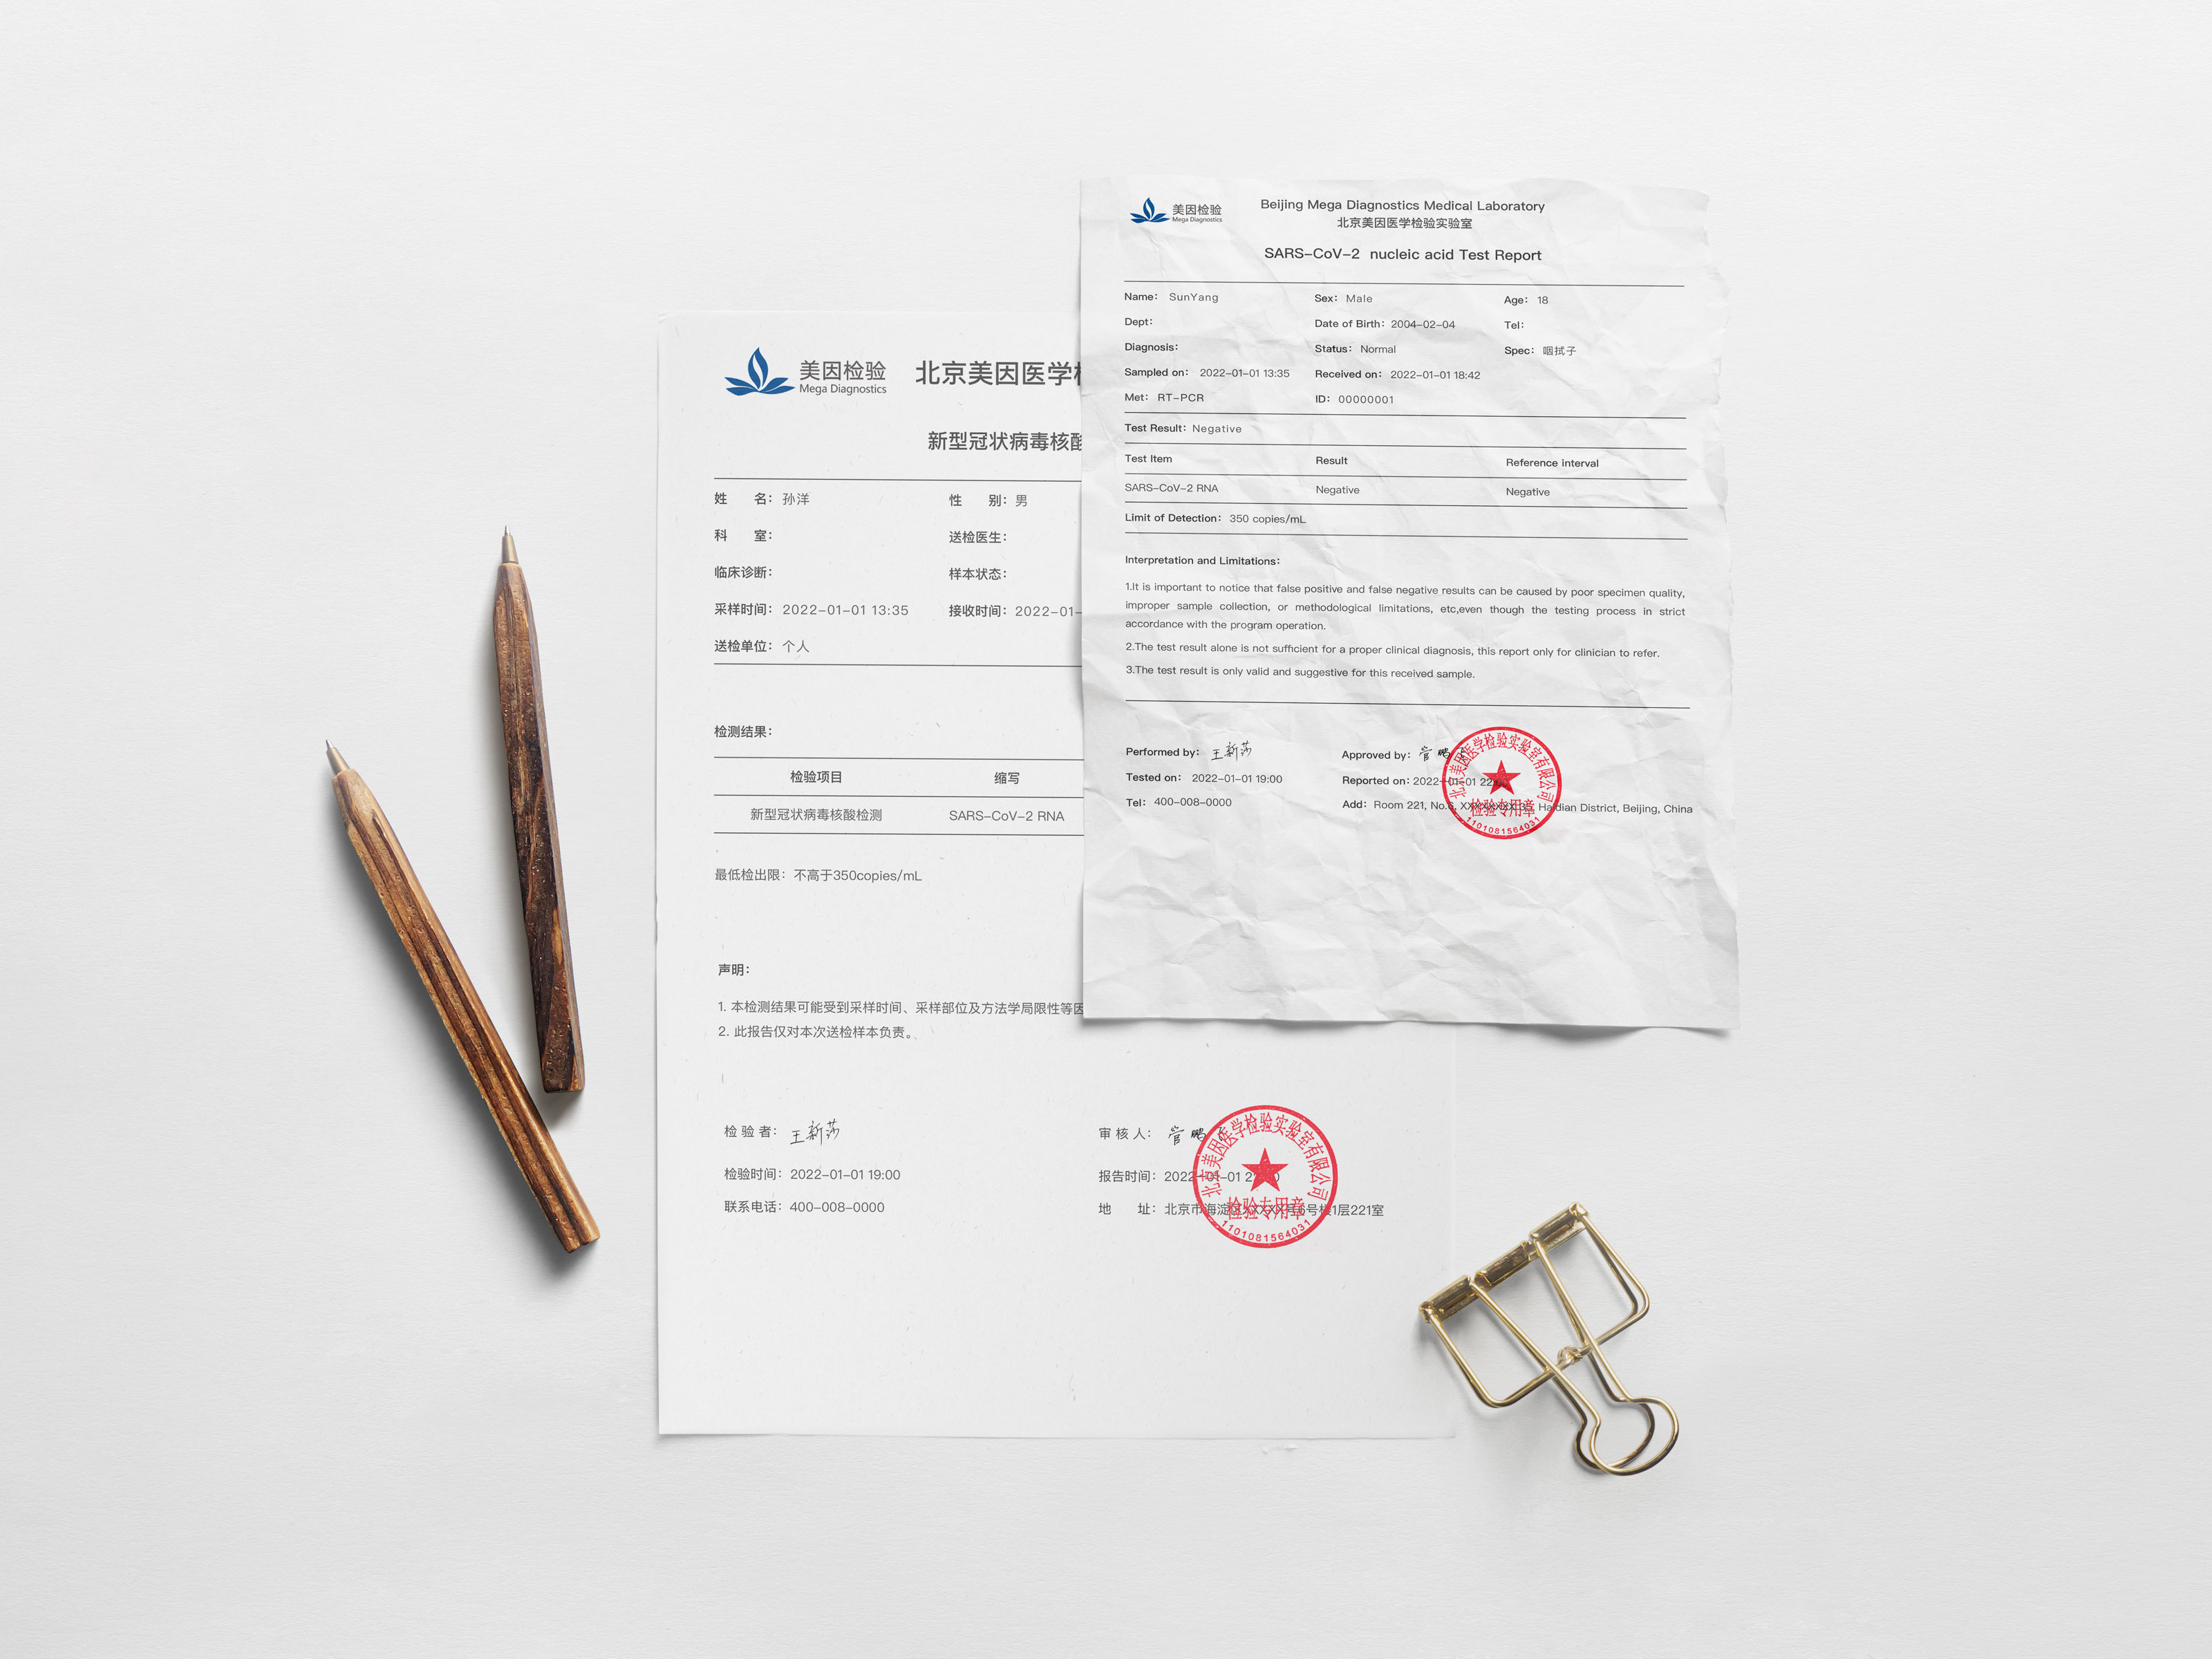 美因检验
Mega Diagnostics
北京美因医学
新型冠状病毒核酸
姓 名：孙洋 性 别：男
科 室： 送检医生：
临床诊断： 样本状态：
采样时间：2022-01-01 13:35 接收时间：2022-01-
送检单位：个人
检测结果：
检验项目 缩写
新型冠状病毒核酸检测 SARS-CoV-2 RNA
最低检出限：不高于350copies/mL
声明：
1. 本检测结果可能受到采样时间、采样部位及方法学局限性等因
2. 此报告仅对本次送检样本负责。
检 验 者：王新莎 审 核 人：管鹏
检验时间：2022-01-01 19:00 报告时间：2022-01-01
联系电话：400-008-0000 地 址：北京市海淀 号楼1层221室
北京美因医学检验实验室有限公司
检验专用章
1101081564031
美因检验
Mega Diagnostics
Beijing Mega Diagnostics Medical Laboratory
北京美因医学检验实验室
SARS-CoV-2 nucleic acid Test Report
Name: SunYang Sex: Male Age: 18
Dept: Date of Birth: 2004-02-04 Tel:
Diagnosis: Status: Normal Spec: 咽拭子
Sampled on: 2022-01-01 13:35 Received on: 2022-01-01 18:42
Met: RT-PCR ID: 00000001
Test Result: Negative
Test Item Result Reference interval
SARS-CoV-2 RNA Negative Negative
Limit of Detection: 350 copies/mL
Interpretation and Limitations:
1.It is important to notice that false positive and false negative results can be caused by poor specimen quality,
improper sample collection, or methodological limitations, etc,even though the testing process in strict
accordance with the program operation.
2.The test result alone is not sufficient for a proper clinical diagnosis, this report only for clinician to refer.
3.The test result is only valid and suggestive for this received sample.
Performed by: 王新莎 Approved by: 管鹏
Tested on: 2022-01-01 19:00 Reported on: 2022-01-01
Tel: 400-008-0000 Add: Room 221, Haidian District, Beijing, China
北京美因医学检验实验室有限公司
检验专用章
1101081564031